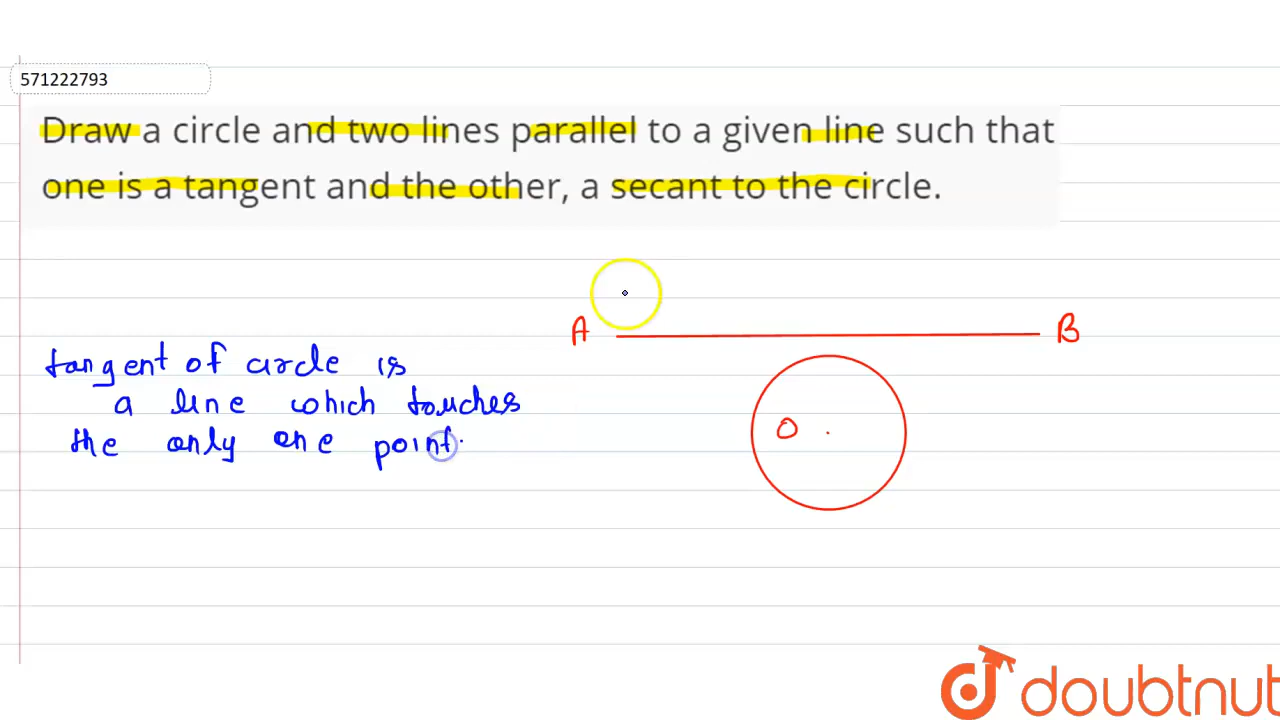 571222793
Draw a circle and two lines parallel to a given line such that
one is a tangent and the other, a secant to the circle.
A B
tangent of circle is
a line which touches
the only one point.
O
doubtnut